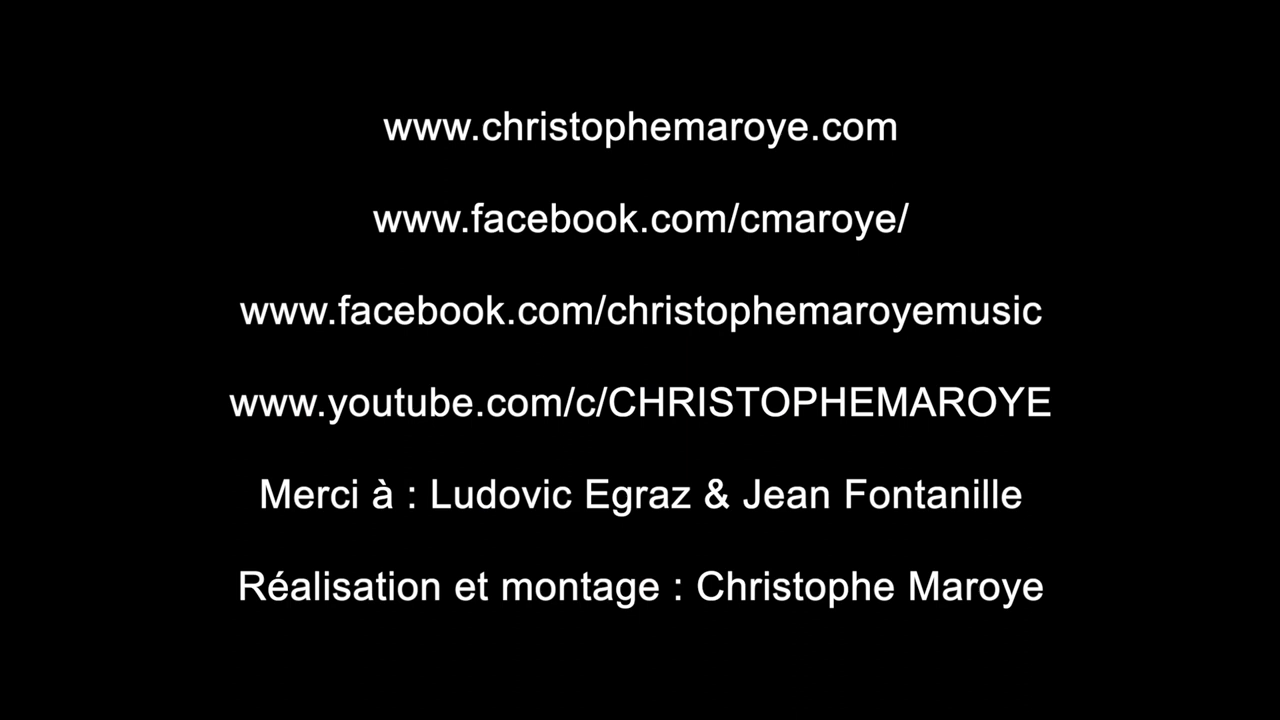 www.christophemaroye.com
www.facebook.com/cmaroye/
www.facebook.com/christophemaroyemusic
www.youtube.com/c/CHRISTOPHEMAROYE
Merci à : Ludovic Egraz & Jean Fontanille
Réalisation et montage : Christophe Maroye